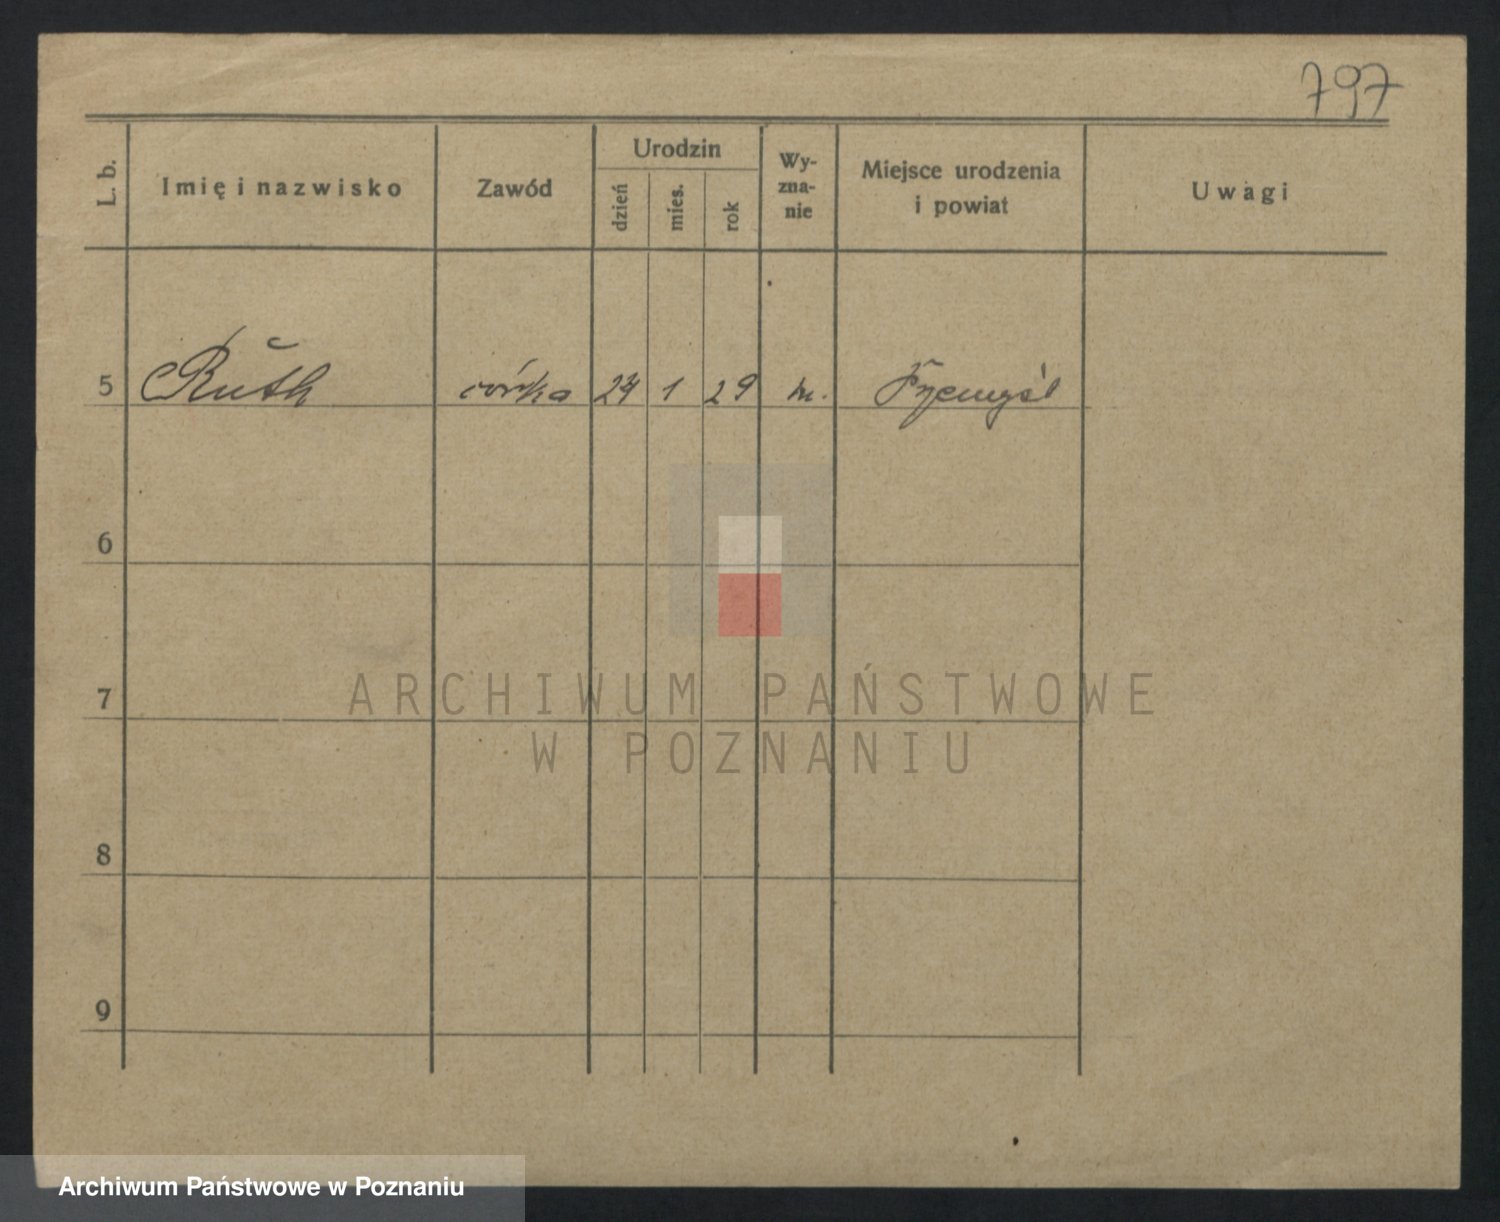 797
L. b.
Imię i nazwisko
Zawód
Urodzin
dzień
mies.
rok
Wy-
zna-
nie
Miejsce urodzenia
i powiat
Uwagi
5 Ruth córka 24 1 29 m. Przemyśl
6
7
8
9
ARCHIWUM PAŃSTWOWE
W POZNANIU
Archiwum Państwowe w Poznaniu